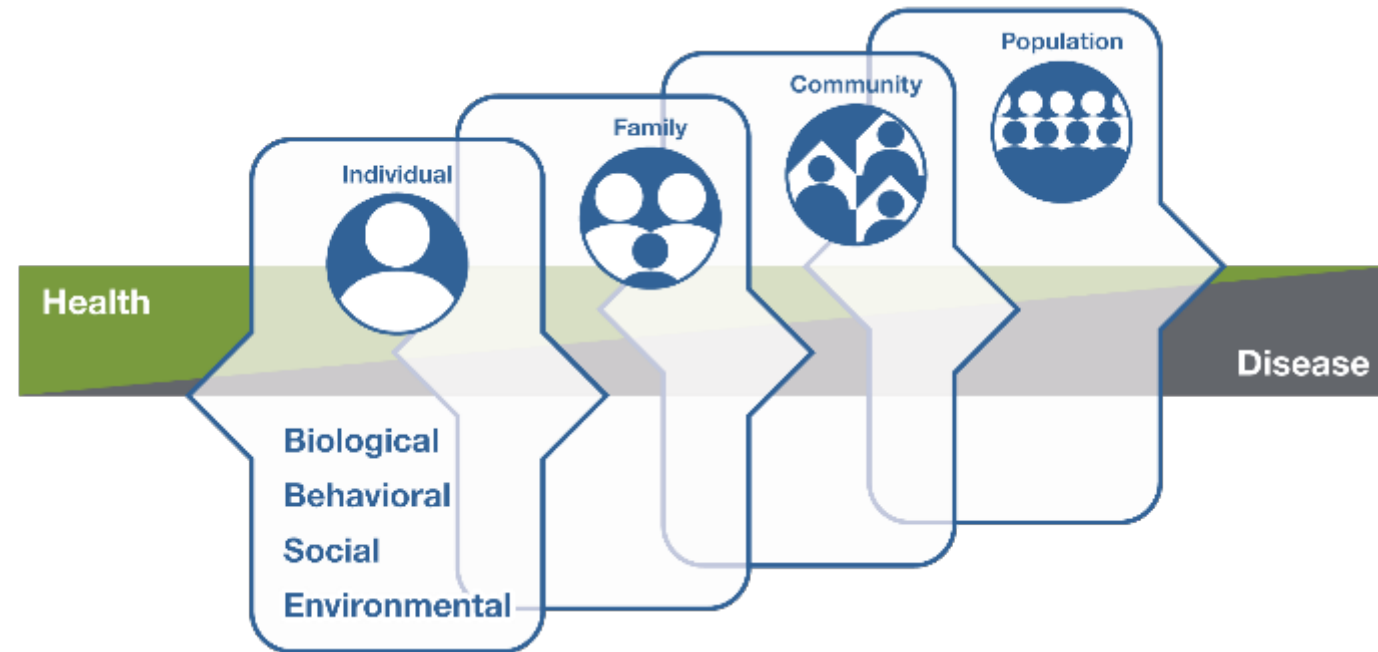 Population
Community
Family
Individual
Health
Disease
Biological
Behavioral
Social
Environmental